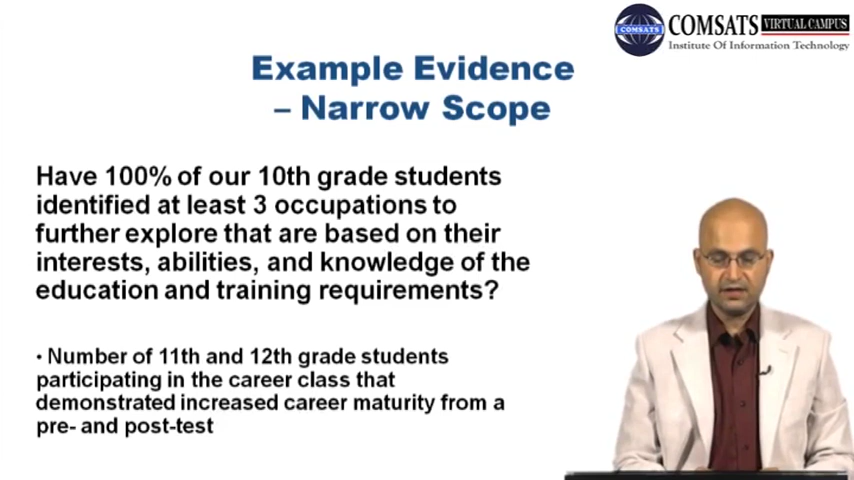 COMSATS VIRTUAL CAMPUS
Institute Of Information Technology
COMSATS
Example Evidence
– Narrow Scope
Have 100% of our 10th grade students
identified at least 3 occupations to
further explore that are based on their
interests, abilities, and knowledge of the
education and training requirements?
• Number of 11th and 12th grade students
participating in the career class that
demonstrated increased career maturity from a
pre- and post-test